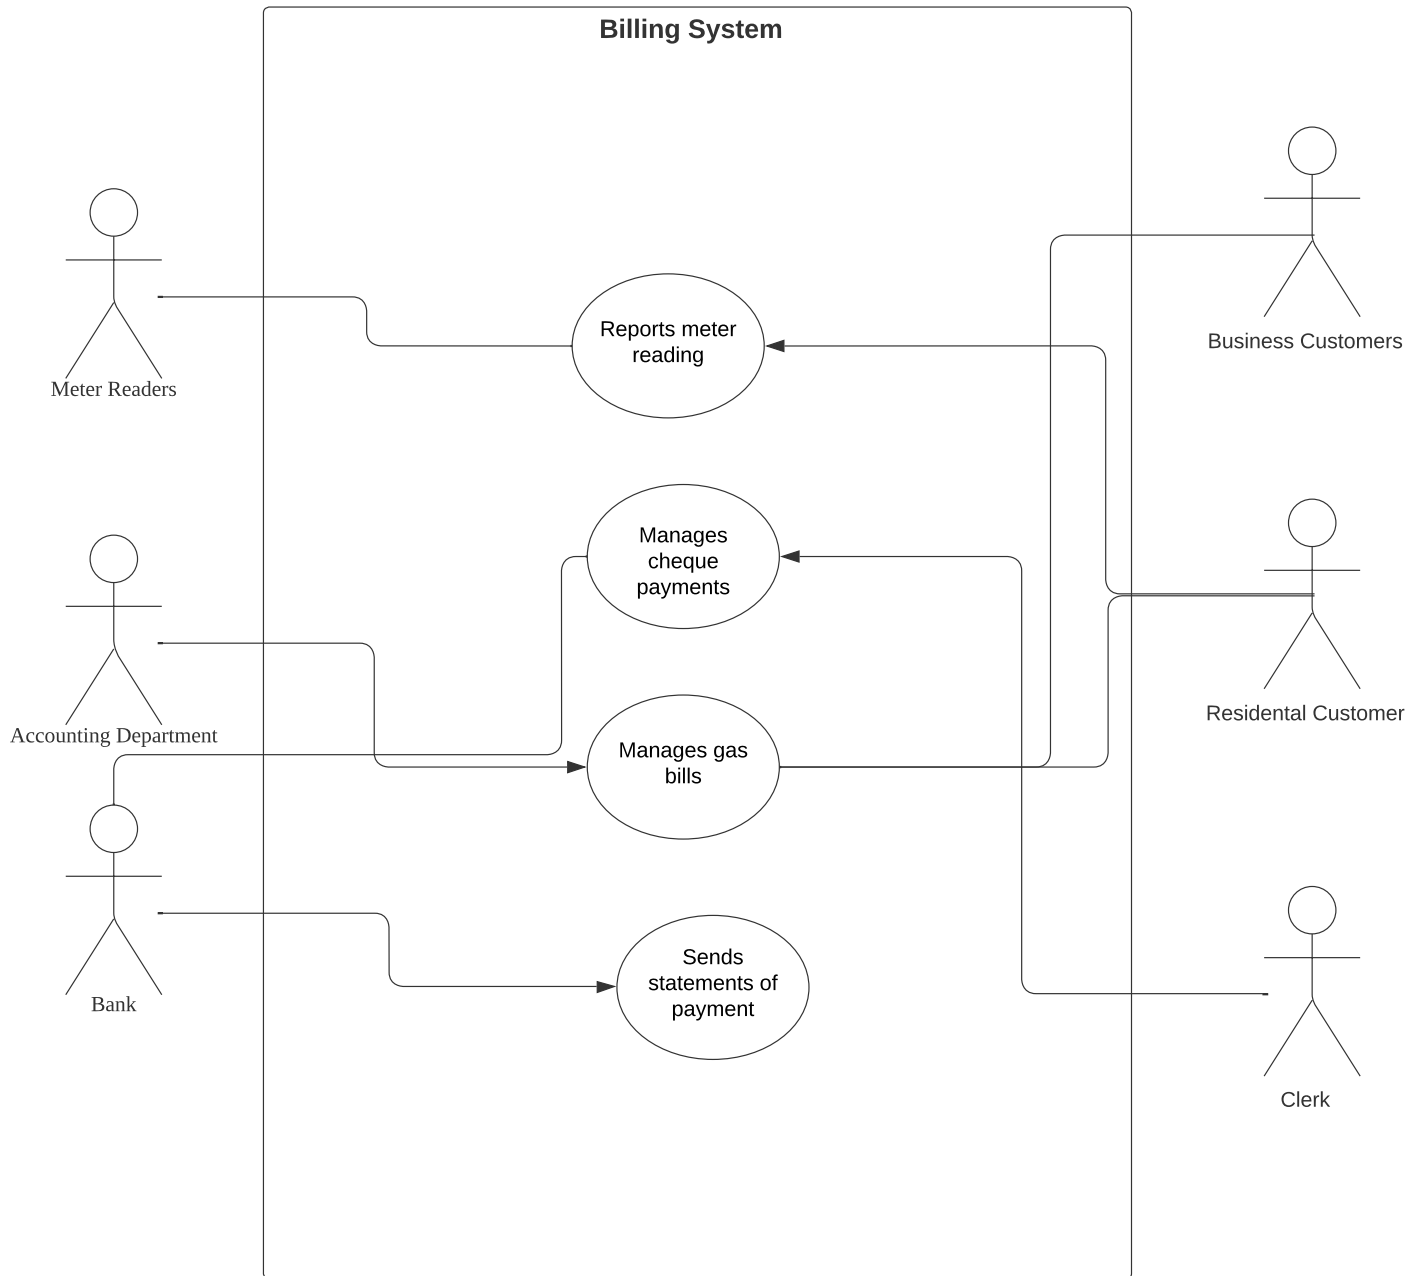 Billing System
Business Customers
Reports meter
reading
Meter Readers
Manages
cheque
payments
Residental Customer
Accounting Department
Manages gas
bills
Sends
statements of
payment
Bank
Clerk